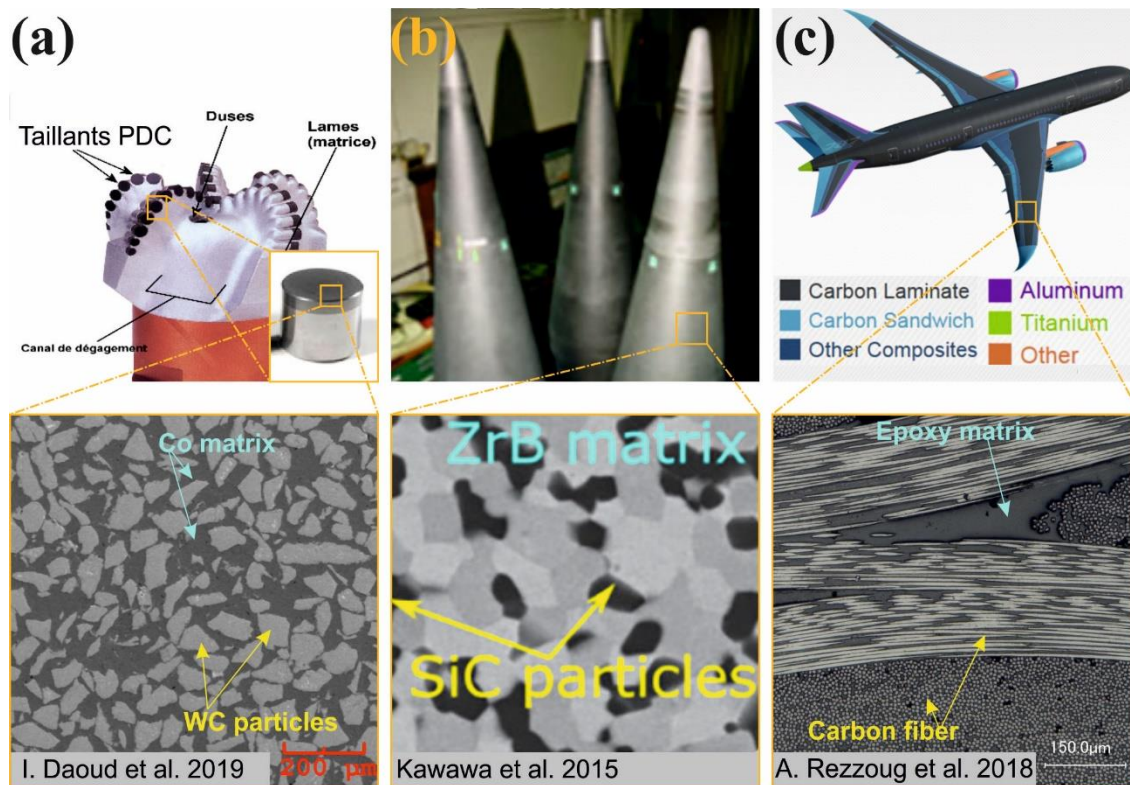 (a)
Taillants PDC
Duses
Lames
(matrice)
Canal de dégagement
Co matrix
WC particles
200 µm
I. Daoud et al. 2019
(b)
ZrB matrix
SiC particles
Kawawa et al. 2015
(c)
Carbon Laminate
Carbon Sandwich
Other Composites
Aluminum
Titanium
Other
Epoxy matrix
Carbon fiber
150.0µm
A. Rezzoug et al. 2018